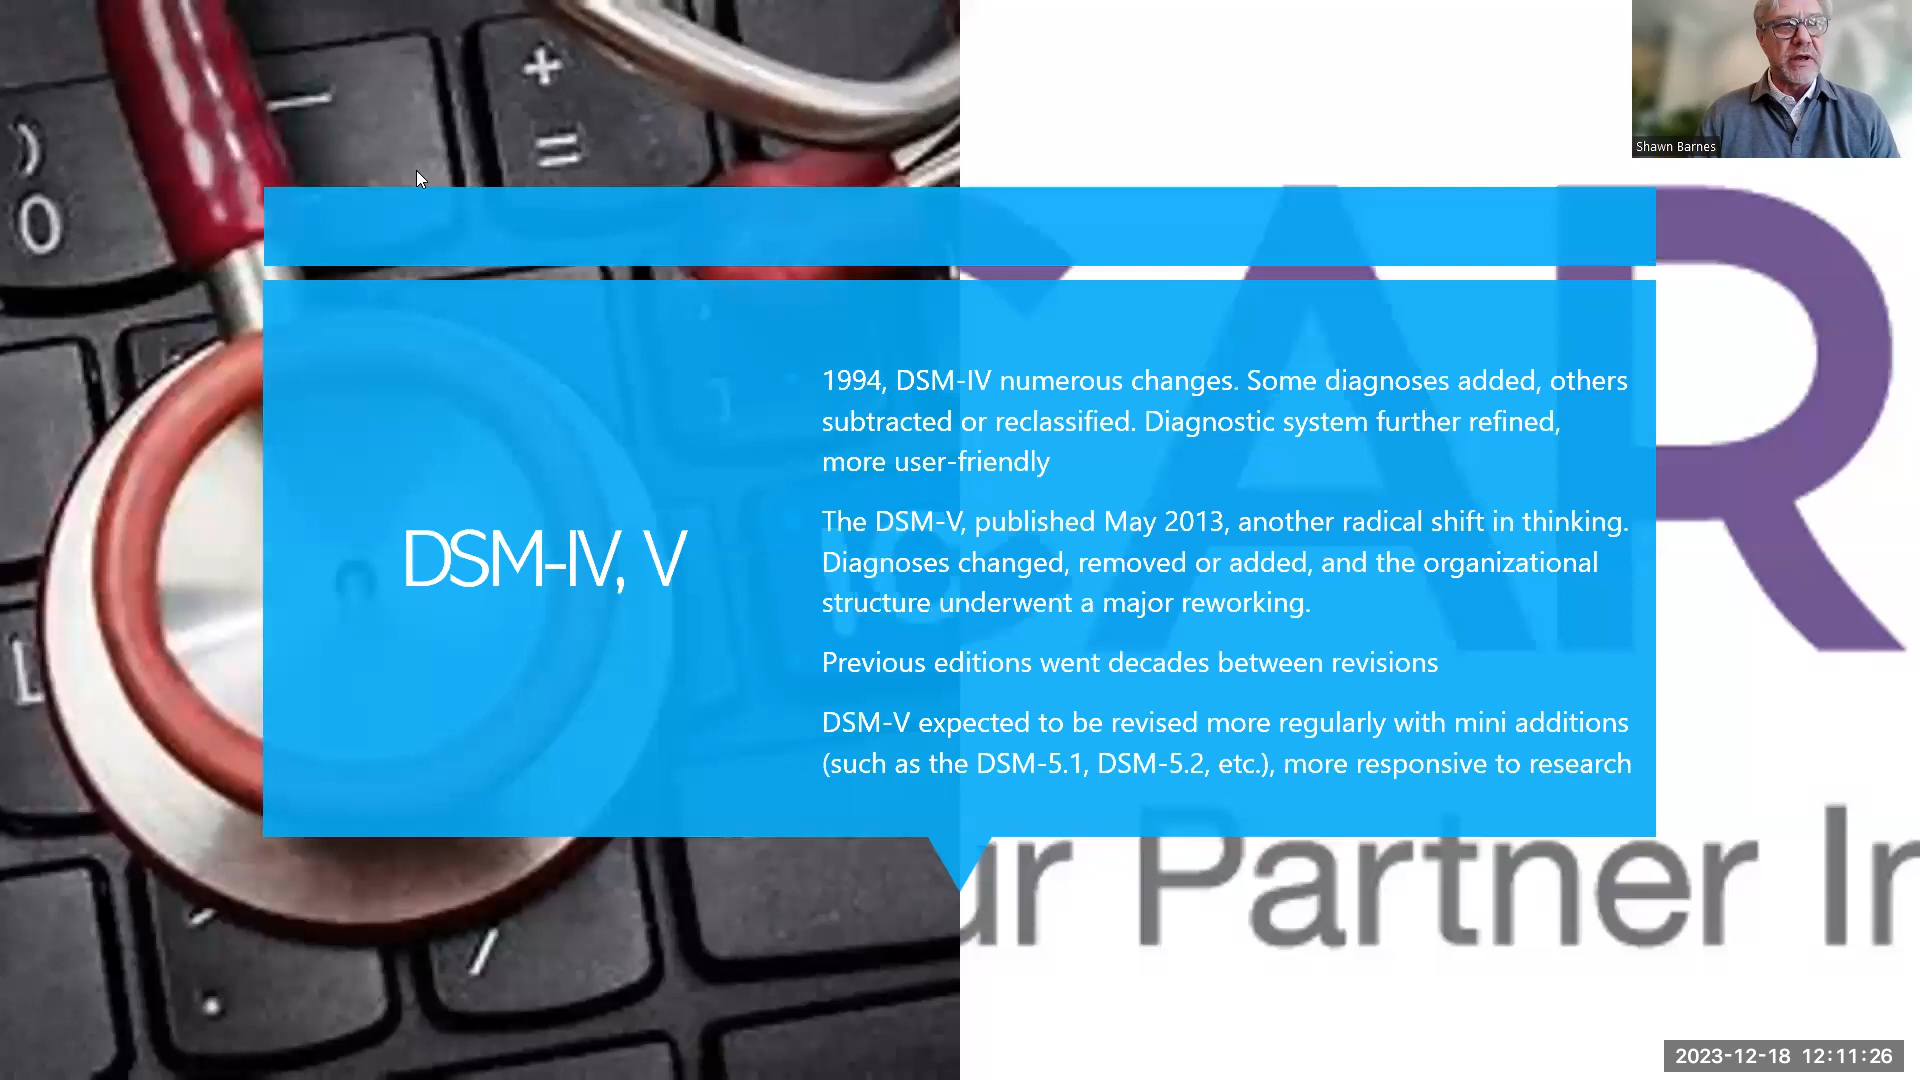 Shawn Barnes
DSM-IV, V
1994, DSM-IV numerous changes. Some diagnoses added, others
subtracted or reclassified. Diagnostic system further refined,
more user-friendly
The DSM-V, published May 2013, another radical shift in thinking.
Diagnoses changed, removed or added, and the organizational
structure underwent a major reworking.
Previous editions went decades between revisions
DSM-V expected to be revised more regularly with mini additions
(such as the DSM-5.1, DSM-5.2, etc.), more responsive to research
CAR
ur Partner In
+
=
)
0
2023-12-18 12:11:26